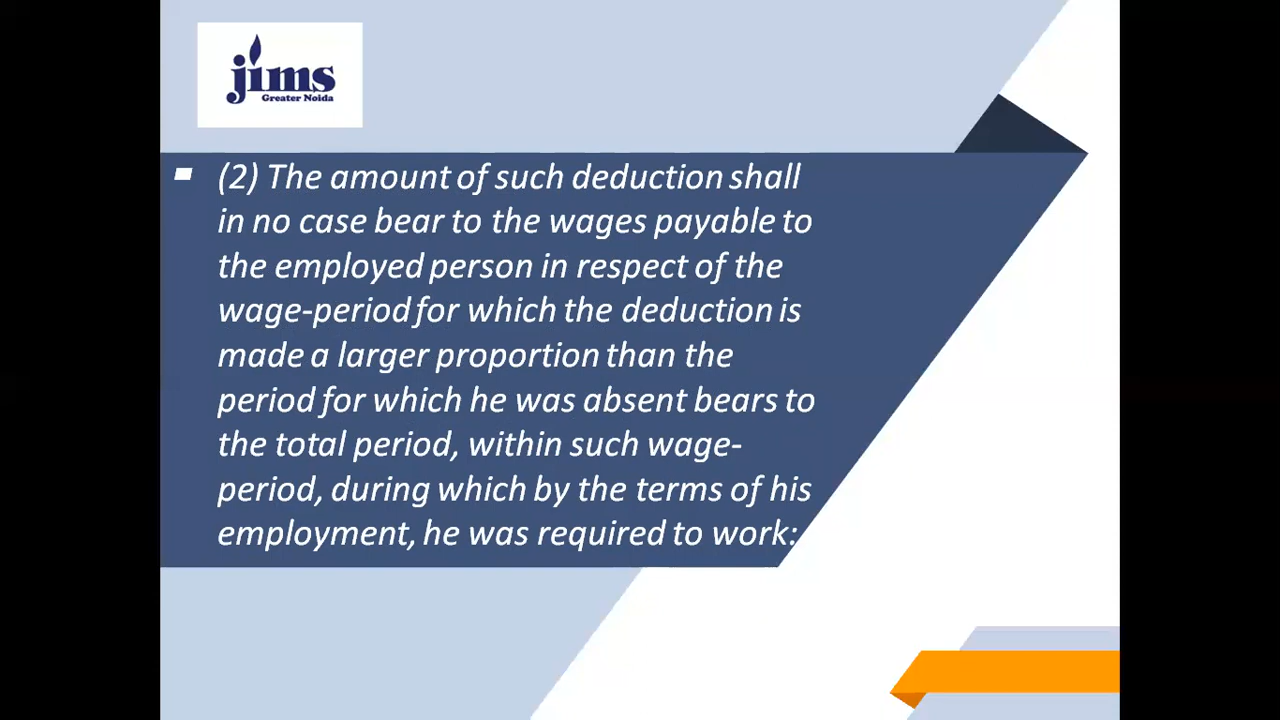 jims
Greater Noida
(2) The amount of such deduction shall
in no case bear to the wages payable to
the employed person in respect of the
wage-period for which the deduction is
made a larger proportion than the
period for which he was absent bears to
the total period, within such wage-
period, during which by the terms of his
employment, he was required to work: